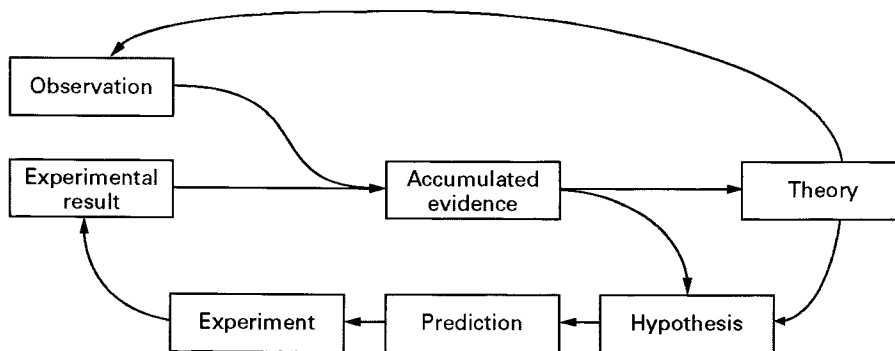 Observation
Experimental
result
Accumulated
evidence
Theory
Experiment
Prediction
Hypothesis